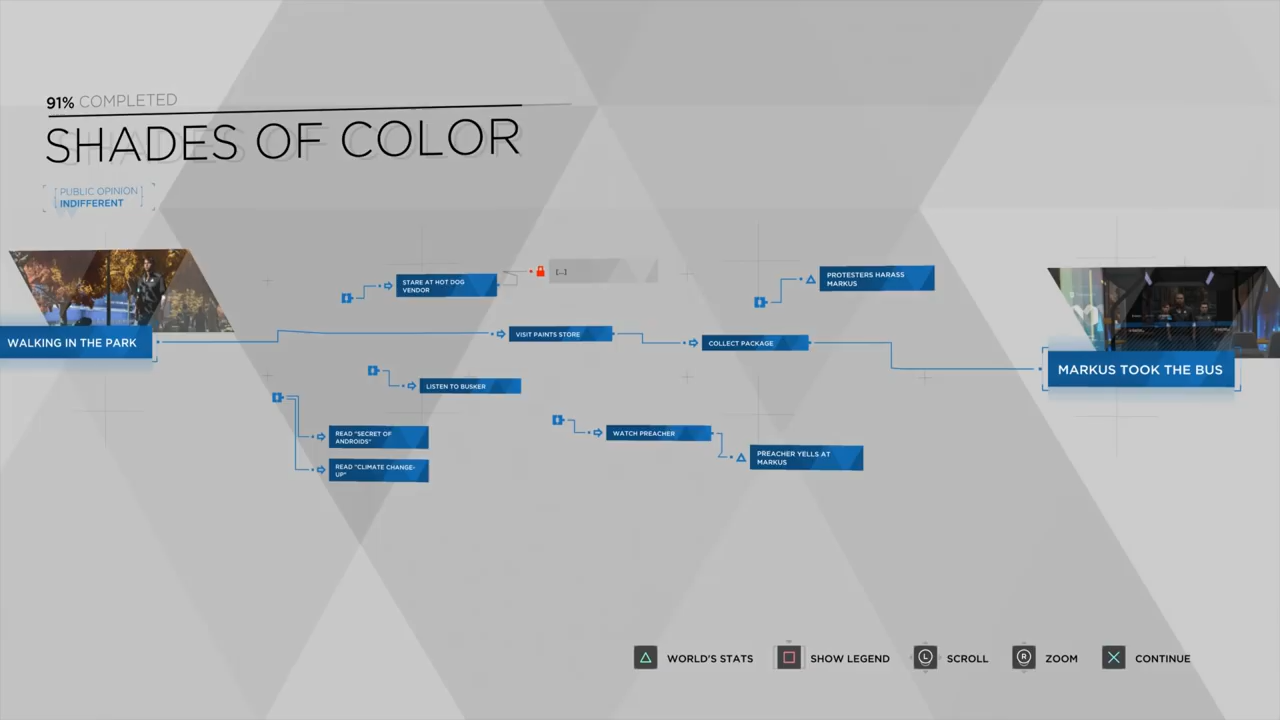 91% COMPLETED
SHADES OF COLOR
PUBLIC OPINION
INDIFFERENT
WALKING IN THE PARK
STARE AT HOT DOG
VENDOR
[...]
VISIT PAINTS STORE
COLLECT PACKAGE
PROTESTERS HARASS
MARKUS
MARKUS TOOK THE BUS
LISTEN TO BUSKER
READ "SECRET OF
ANDROIDS"
READ "CLIMATE CHANGE-
UP"
WATCH PREACHER
PREACHER YELLS AT
MARKUS
WORLD'S STATS
SHOW LEGEND
L SCROLL
R ZOOM
CONTINUE